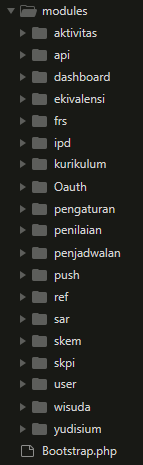 modules
aktivitas
api
dashboard
ekivalensi
frs
ipd
kurikulum
Oauth
pengaturan
penilaian
penjadwalan
push
ref
sar
skem
skpi
user
wisuda
yudisium
Bootstrap.php